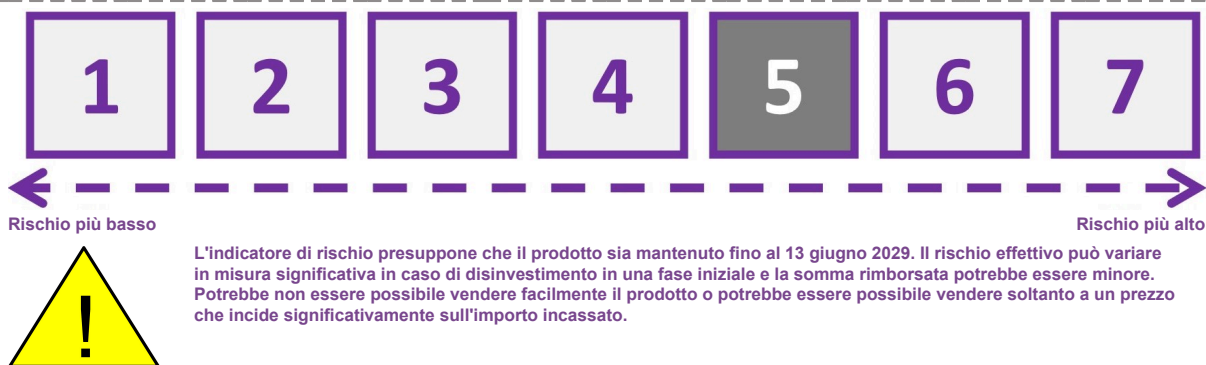 1 2 3 4 5 6 7
Rischio più basso Rischio più alto
L'indicatore di rischio presuppone che il prodotto sia mantenuto fino al 13 giugno 2029. Il rischio effettivo può variare
in misura significativa in caso di disinvestimento in una fase iniziale e la somma rimborsata potrebbe essere minore.
Potrebbe non essere possibile vendere facilmente il prodotto o potrebbe essere possibile vendere soltanto a un prezzo
che incide significativamente sull'importo incassato.
!